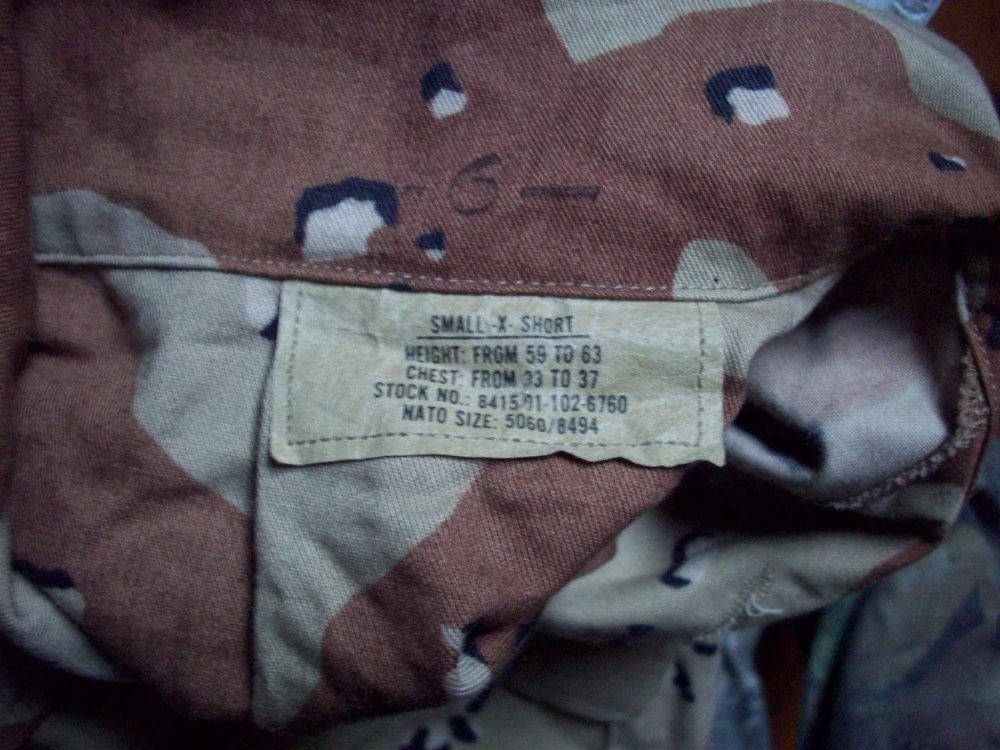 6 —
SMALL -X- SHORT
HEIGHT: FROM 59 TO 63
CHEST: FROM 33 TO 37
STOCK NO.: 8415 01-102-6760
NATO SIZE: 5060/8494